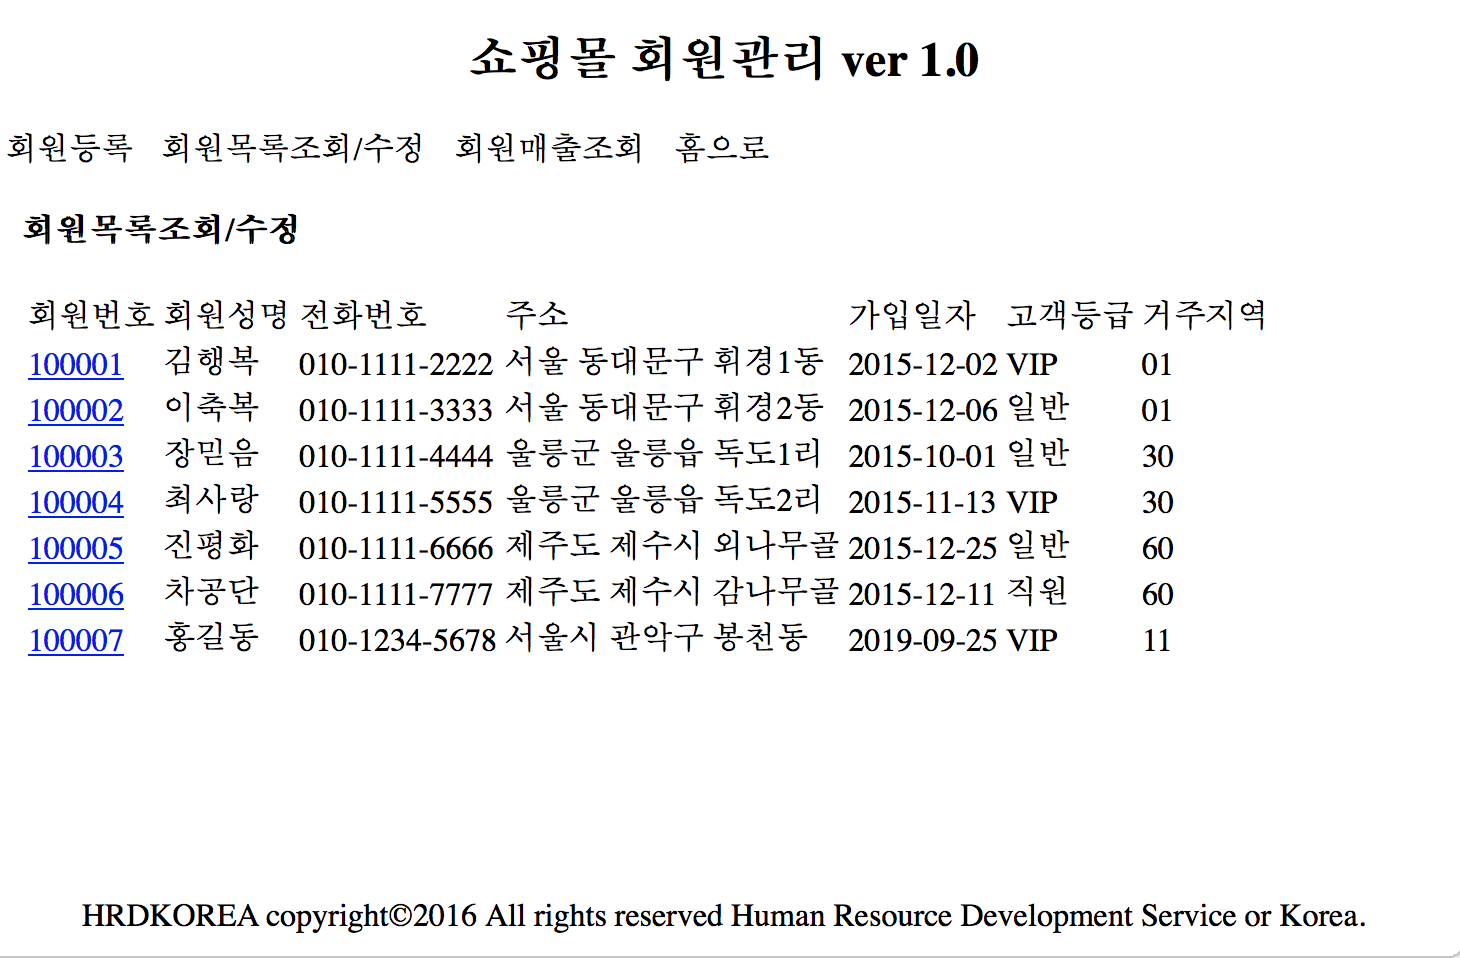 쇼핑몰 회원관리 ver 1.0
회원등록 회원목록조회/수정 회원매출조회 홈으로
회원목록조회/수정
회원번호 회원성명 전화번호 주소 가입일자 고객등급 거주지역
100001 김행복 010-1111-2222 서울 동대문구 휘경1동 2015-12-02 VIP 01
100002 이축복 010-1111-3333 서울 동대문구 휘경2동 2015-12-06 일반 01
100003 장믿음 010-1111-4444 울릉군 울릉읍 독도1리 2015-10-01 일반 30
100004 최사랑 010-1111-5555 울릉군 울릉읍 독도2리 2015-11-13 VIP 30
100005 진평화 010-1111-6666 제주도 제수시 외나무골 2015-12-25 일반 60
100006 차공단 010-1111-7777 제주도 제수시 감나무골 2015-12-11 직원 60
100007 홍길동 010-1234-5678 서울시 관악구 봉천동 2019-09-25 VIP 11
HRDKOREA copyright©2016 All rights reserved Human Resource Development Service or Korea.